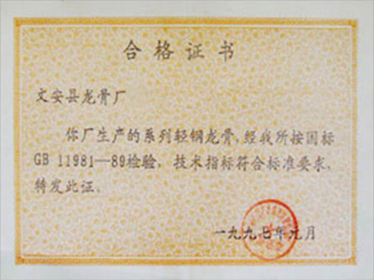 合格证书
文安县龙骨厂
你厂生产的系列轻钢龙骨,经我所按国标
GB 11981—89检验,技术指标符合标准要求,
特发此证。
一九九七年元月